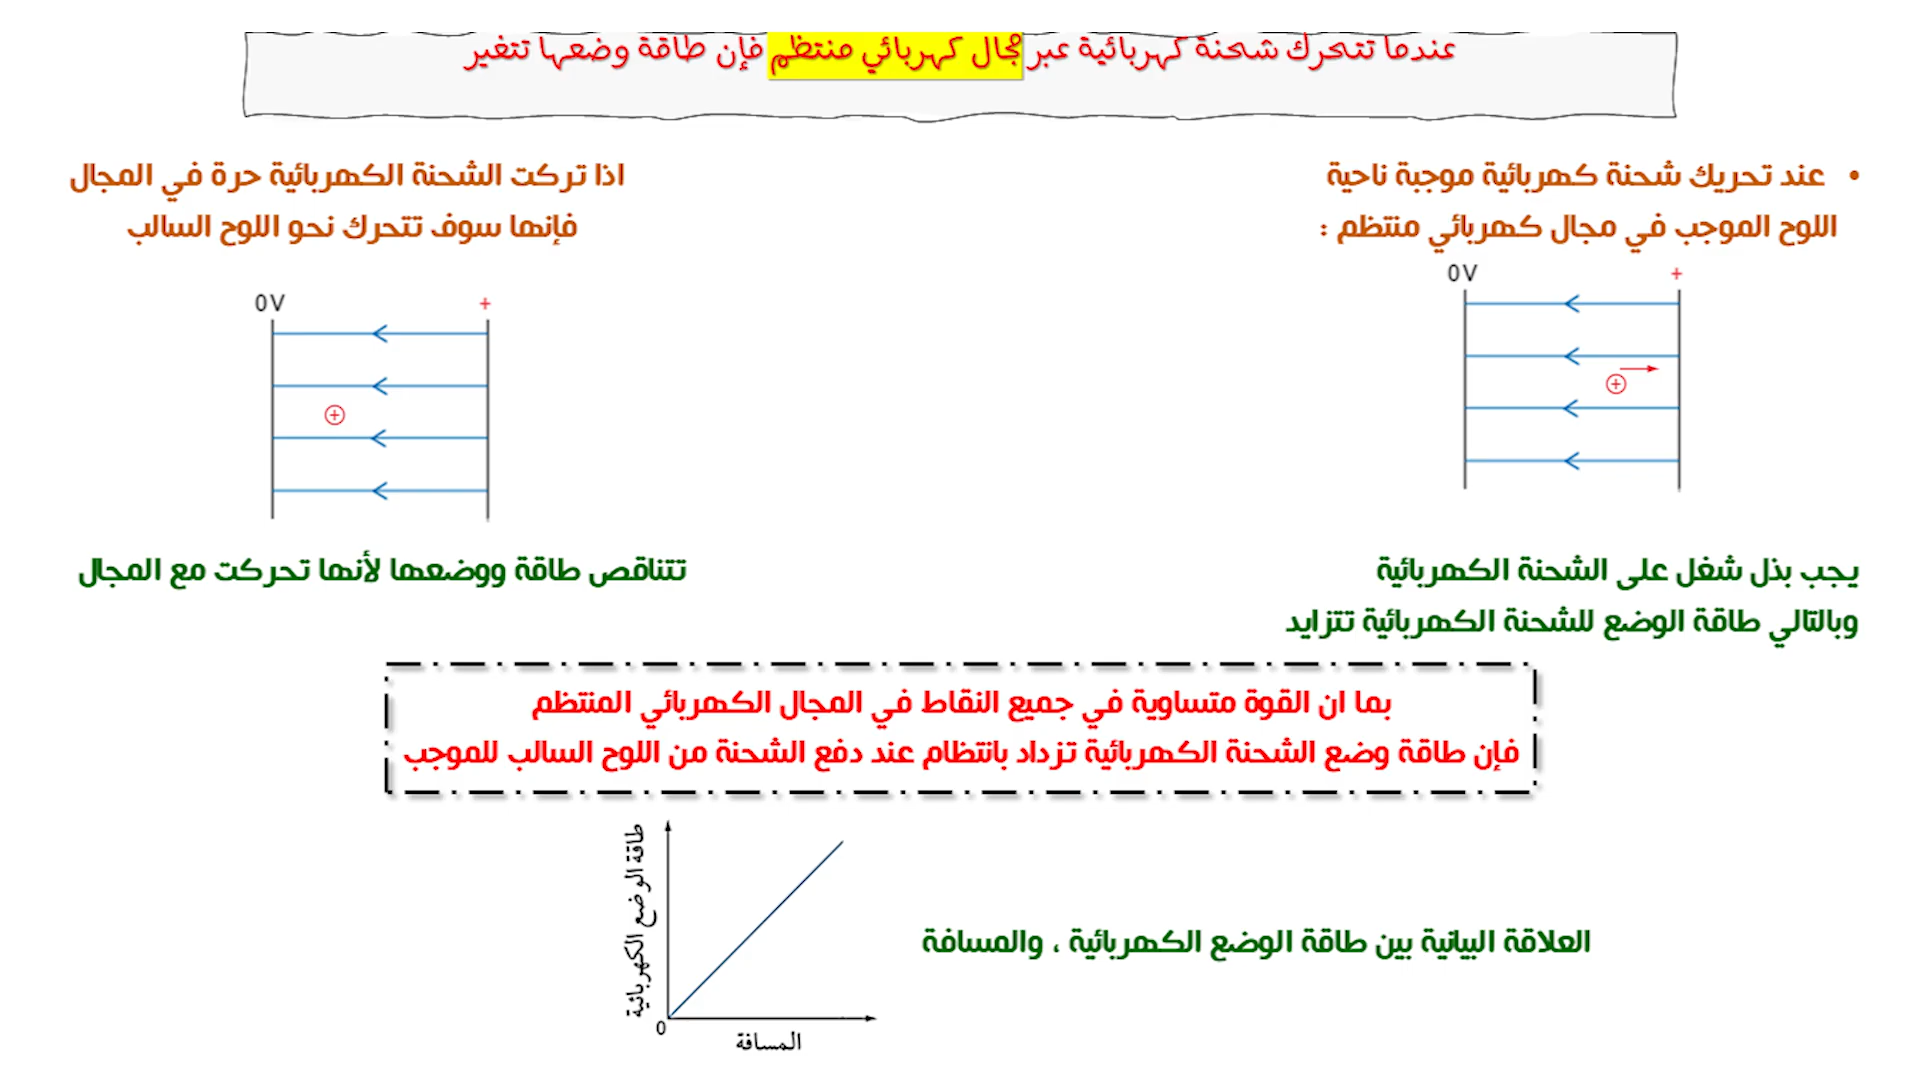 عندما تتحرك شحنة كهربائية عبر مجال كهربائي منتظم فإن طاقة وضعها تتغير
• عند تحريك شحنة كهربائية موجبة ناحية
اللوح الموجب في مجال كهربائي منتظم :
0V +
يجب بذل شغل على الشحنة الكهربائية
وبالتالي طاقة الوضع للشحنة الكهربائية تتزايد
اذا تركت الشحنة الكهربائية حرة في المجال
فإنها سوف تتحرك نحو اللوح السالب
0V +
تتناقص طاقة ووضعها لأنها تحركت مع المجال
بما ان القوة متساوية في جميع النقاط في المجال الكهربائي المنتظم
فإن طاقة وضع الشحنة الكهربائية تزداد بانتظام عند دفع الشحنة من اللوح السالب للموجب
العلاقة البيانية بين طاقة الوضع الكهربائية ، والمسافة
طاقة الوضع الكهربائية
0
المسافة